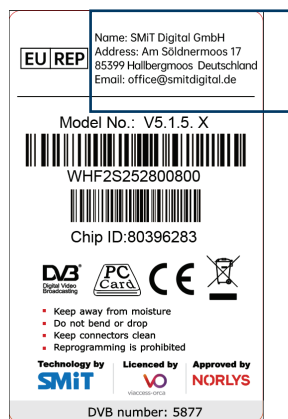 EU REP
Name: SMiT Digital GmbH
Address: Am Söldnermoos 17
85399 Hallbergmoos Deutschland
Email: office@smitdigital.de
Model No.: V5.1.5. X
WHF2S252800800
Chip ID:80396283
DVB
Digital Video
Broadcasting
PC
Card
CE
Keep away from moisture
Do not bend or drop
Keep connectors clean
Reprogramming is prohibited
Technology by
SMiT
Licenced by
viaccess-orca
Approved by
NORLYS
DVB number: 5877